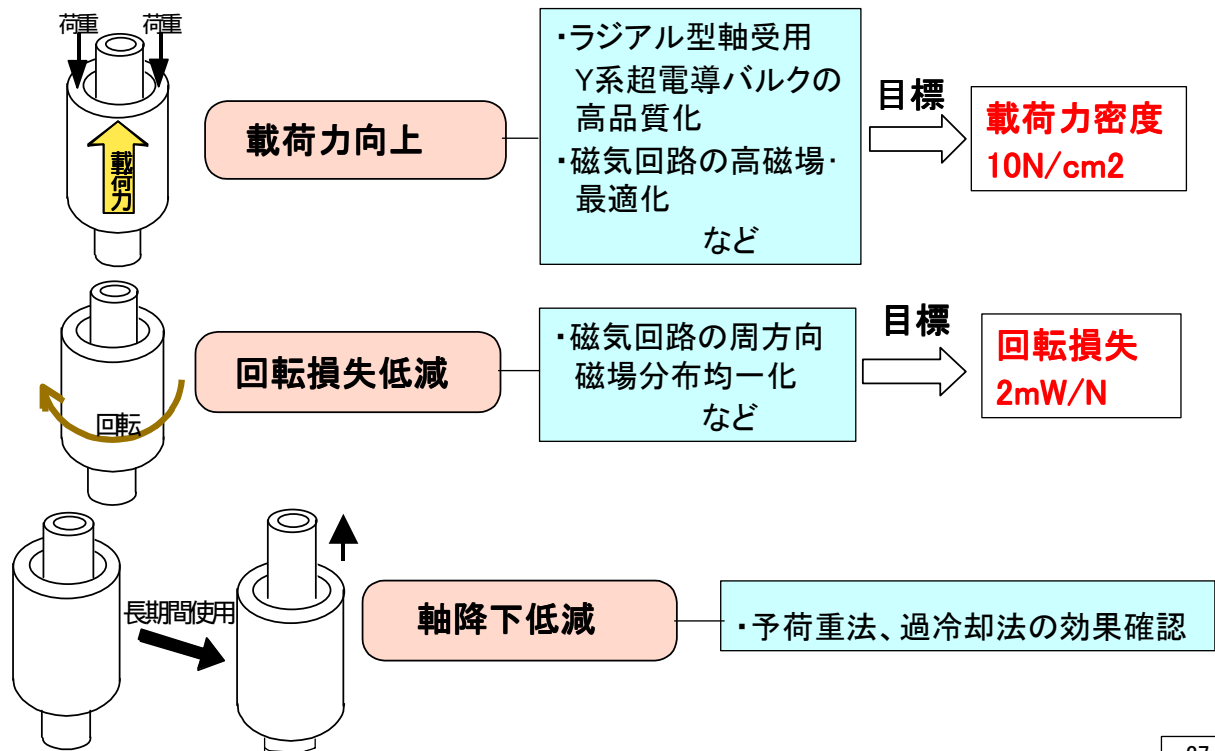 荷重
荷重
載荷力
載荷力向上
・ラジアル型軸受用
Y系超電導バルクの
高品質化
・磁気回路の高磁場・
最適化
など
目標
載荷力密度
10N/cm2
回転
回転損失低減
・磁気回路の周方向
磁場分布均一化
など
目標
回転損失
2mW/N
長期間使用
軸降下低減
・予荷重法、過冷却法の効果確認